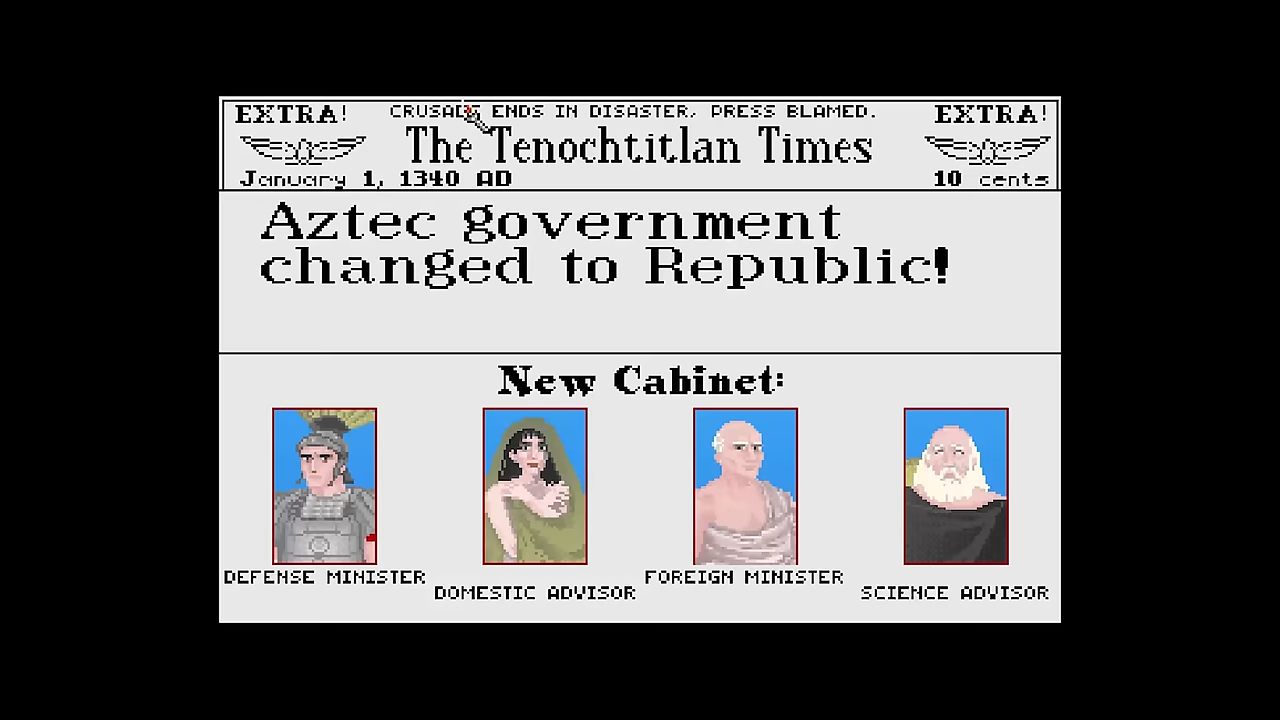 EXTRA! CRUSADE ENDS IN DISASTER, PRESS BLAMED. EXTRA!
The Tenochtitlan Times
January 1, 1340 AD 10 cents
Aztec government
changed to Republic!
New Cabinet:
DEFENSE MINISTER FOREIGN MINISTER
DOMESTIC ADVISOR SCIENCE ADVISOR